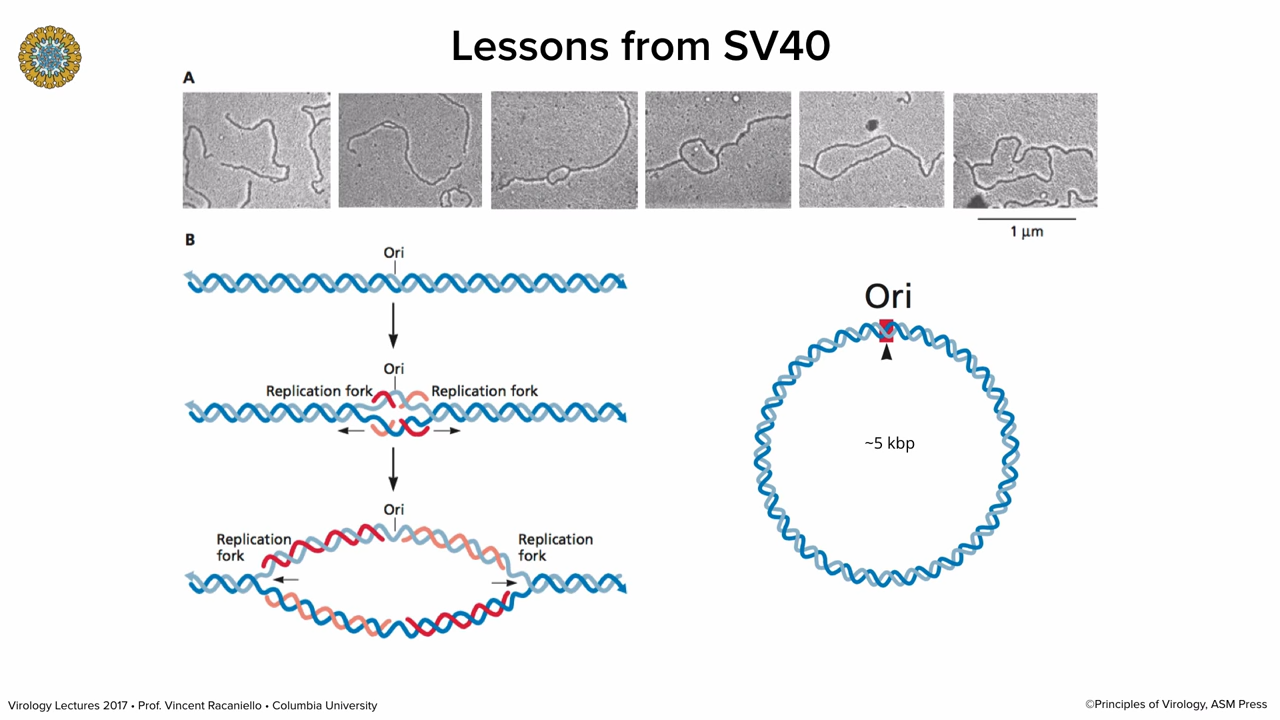 Lessons from SV40
A
1 μm
B
Ori
Ori
Replication fork
Replication fork
Ori
Replication
fork
Replication
fork
Ori
~5 kbp
Virology Lectures 2017 • Prof. Vincent Racaniello • Columbia University
©Principles of Virology, ASM Press